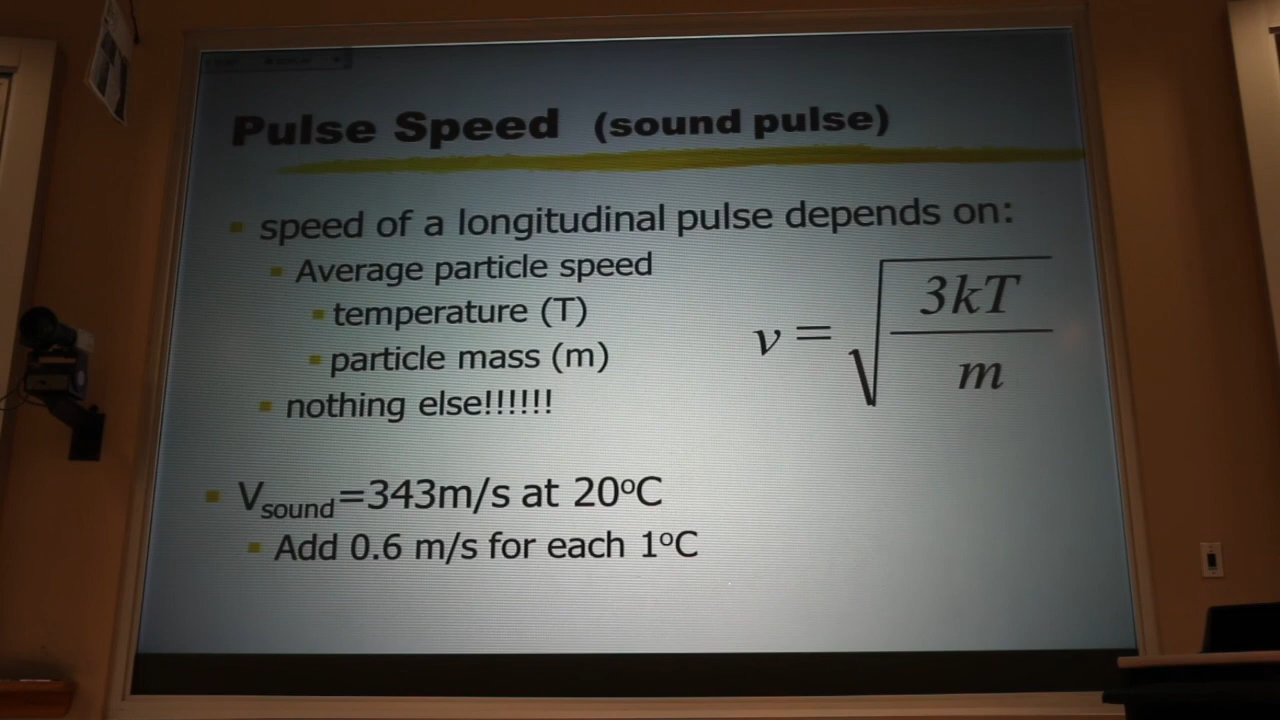 Pulse Speed (sound pulse)
speed of a longitudinal pulse depends on:
Average particle speed
temperature (T)
particle mass (m)
nothing else!!!!!!
v = √(3kT/m)
Vsound=343m/s at 20°C
Add 0.6 m/s for each 1°C